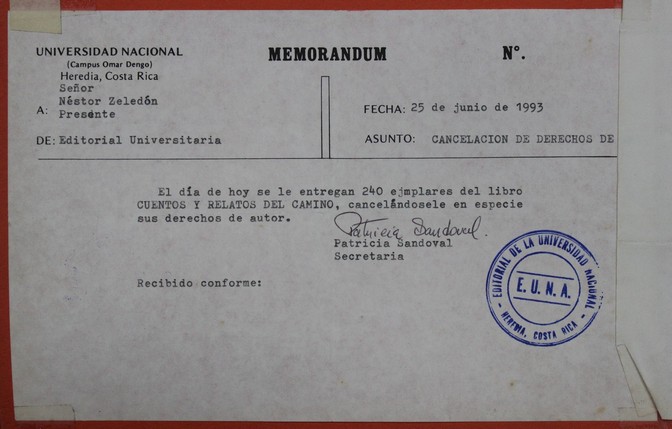 UNIVERSIDAD NACIONAL
(Campus Omar Dengo)
Heredia, Costa Rica
MEMORANDUM
Nº.
Señor
Néstor Zeledón
A: Presente
FECHA: 25 de junio de 1993
DE: Editorial Universitaria
ASUNTO: CANCELACION DE DERECHOS DE
El día de hoy se le entregan 240 ejmplares del libro
CUENTOS Y RELATOS DEL CAMINO, cancelándosele en especie
sus derechos de autor.
Patricia Sandoval.
Patricia Sandoval
Secretaria
Recibido conforme:
EDITORIAL DE LA UNIVERSIDAD NACIONAL
E. U. N. A.
HEREDIA, COSTA RICA